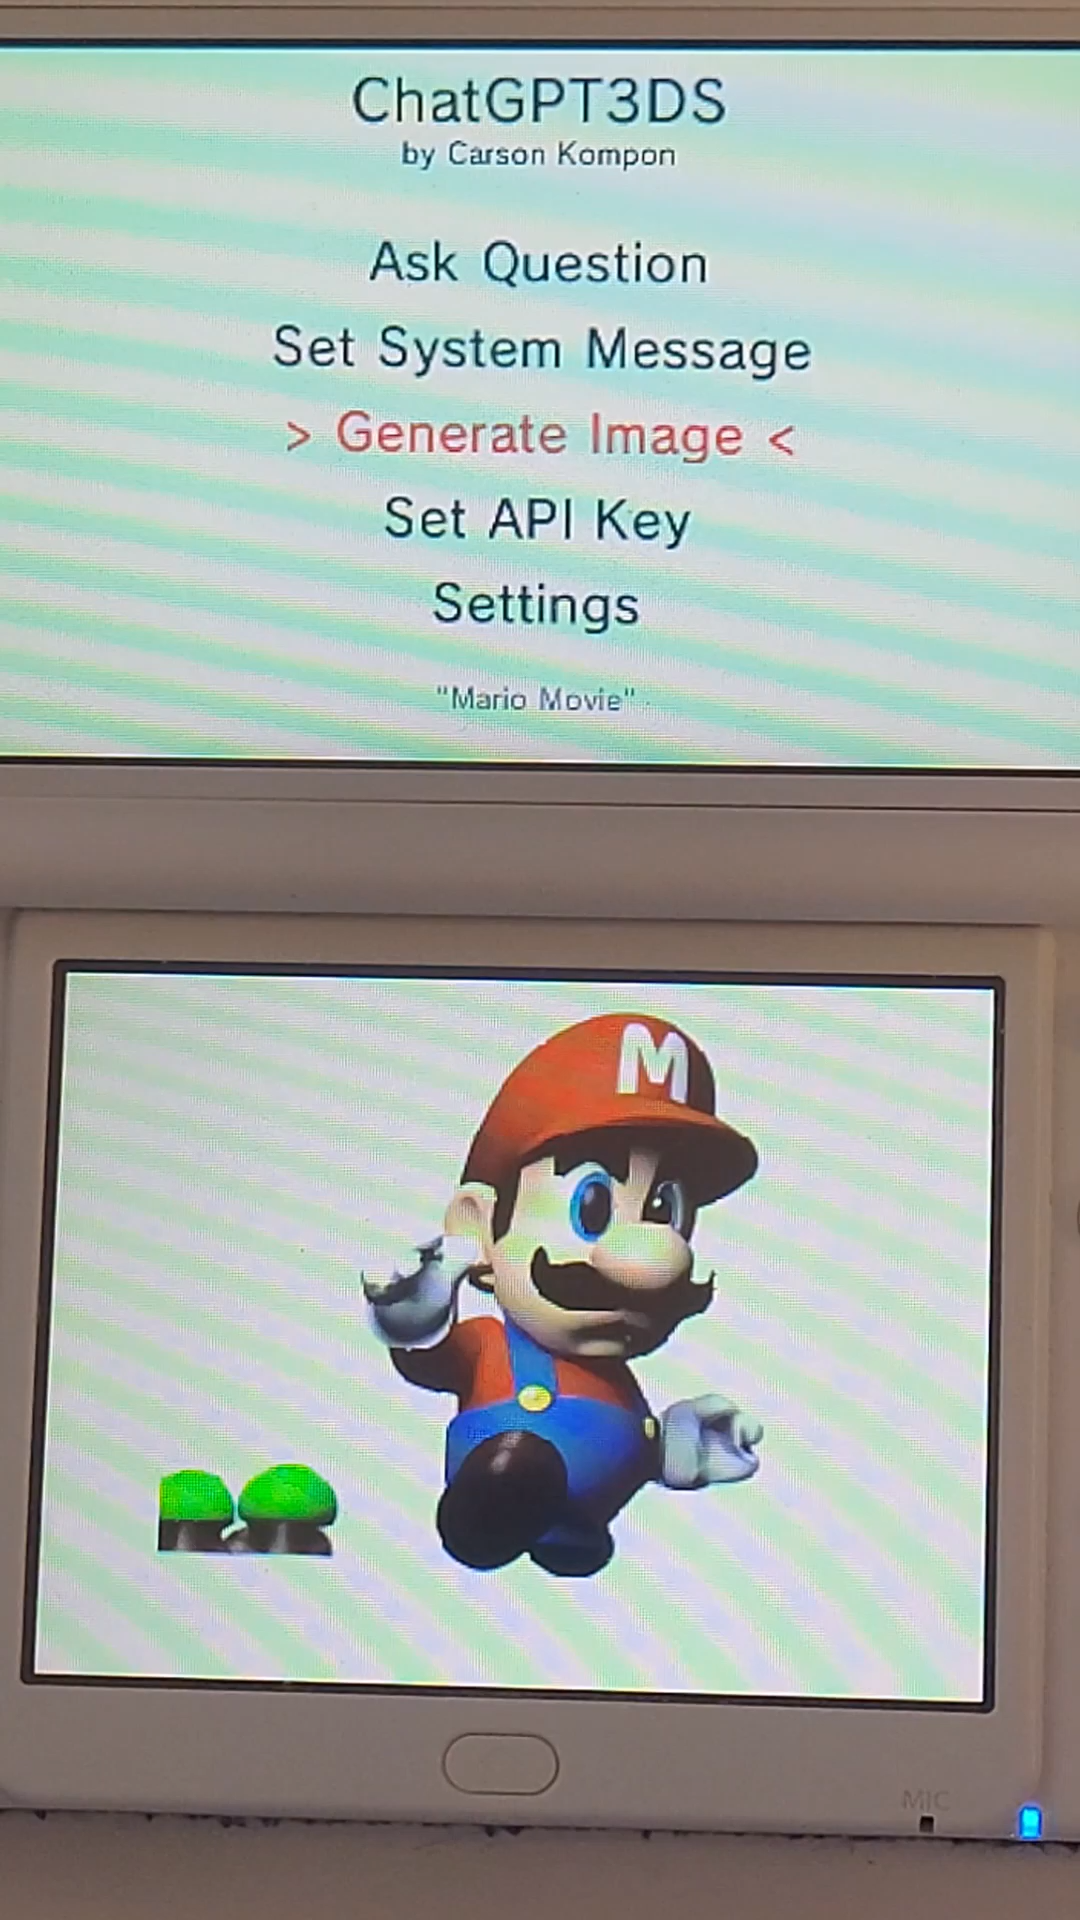 ChatGPT3DS
by Carson Kompon
Ask Question
Set System Message
> Generate Image <
Set API Key
Settings
"Mario Movie"
M
MIC